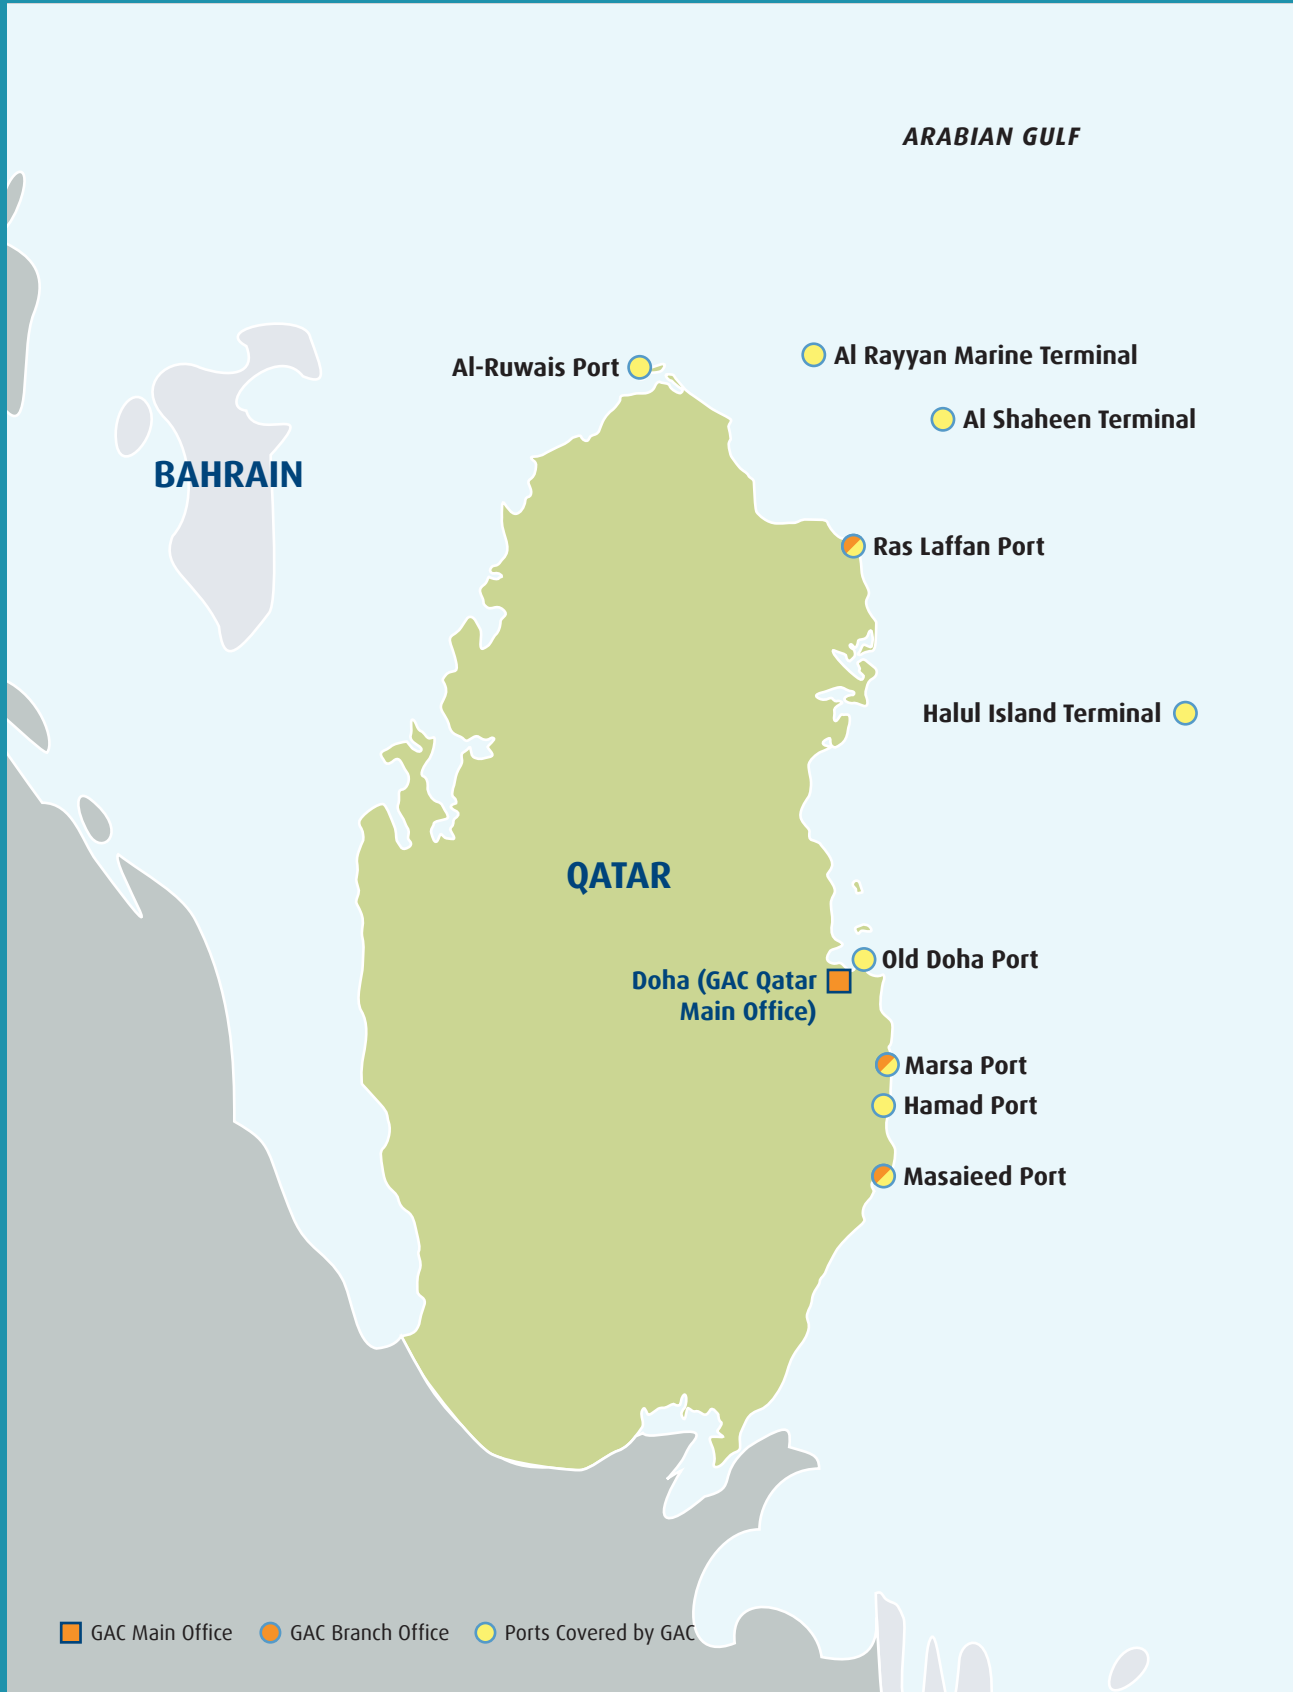 ARABIAN GULF
Al Rayyan Marine Terminal
Al-Ruwais Port
Al Shaheen Terminal
BAHRAIN
Ras Laffan Port
Halul Island Terminal
QATAR
Old Doha Port
Doha (GAC Qatar
Main Office)
Marsa Port
Hamad Port
Masaieed Port
GAC Main Office
GAC Branch Office
Ports Covered by GAC